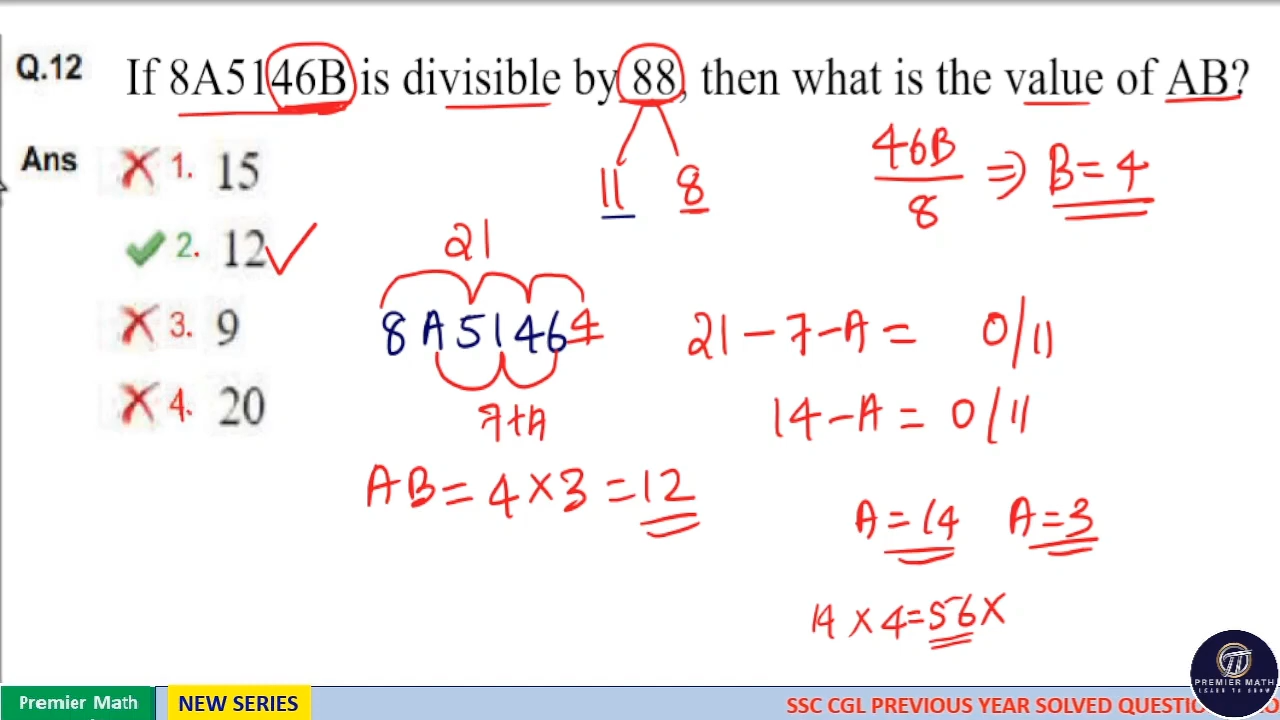 Q.12 If 8A5146B is divisible by 88, then what is the value of AB?
Ans
1. 15
2. 12
3. 9
4. 20
11 8
46B/8 ⇒ B = 4
21
8A51464
7+A
21 - 7 - A = 0/11
14 - A = 0/11
AB = 4 × 3 = 12
A = 14 A = 3
14 × 4 = 56 ×
PREMIER MATH
LEARN TO GROW
Premier Math
NEW SERIES
SSC CGL PREVIOUS YEAR SOLVED QUESTIO